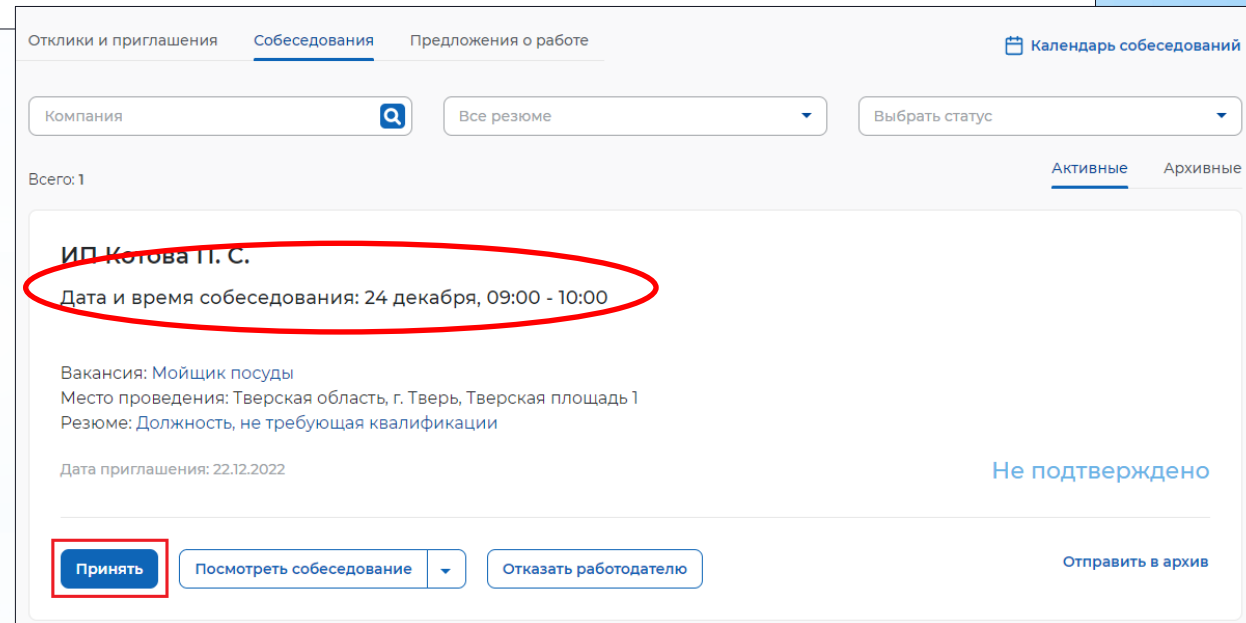 Отклики и приглашения Собеседования Предложения о работе Календарь собеседований
Компания Все резюме Выбрать статус
Всего: 1 Активные Архивные
ИП Котова П. С.
Дата и время собеседования: 24 декабря, 09:00 - 10:00
Вакансия: Мойщик посуды
Место проведения: Тверская область, г. Тверь, Тверская площадь 1
Резюме: Должность, не требующая квалификации
Дата приглашения: 22.12.2022 Не подтверждено
Принять Посмотреть собеседование Отказать работодателю Отправить в архив